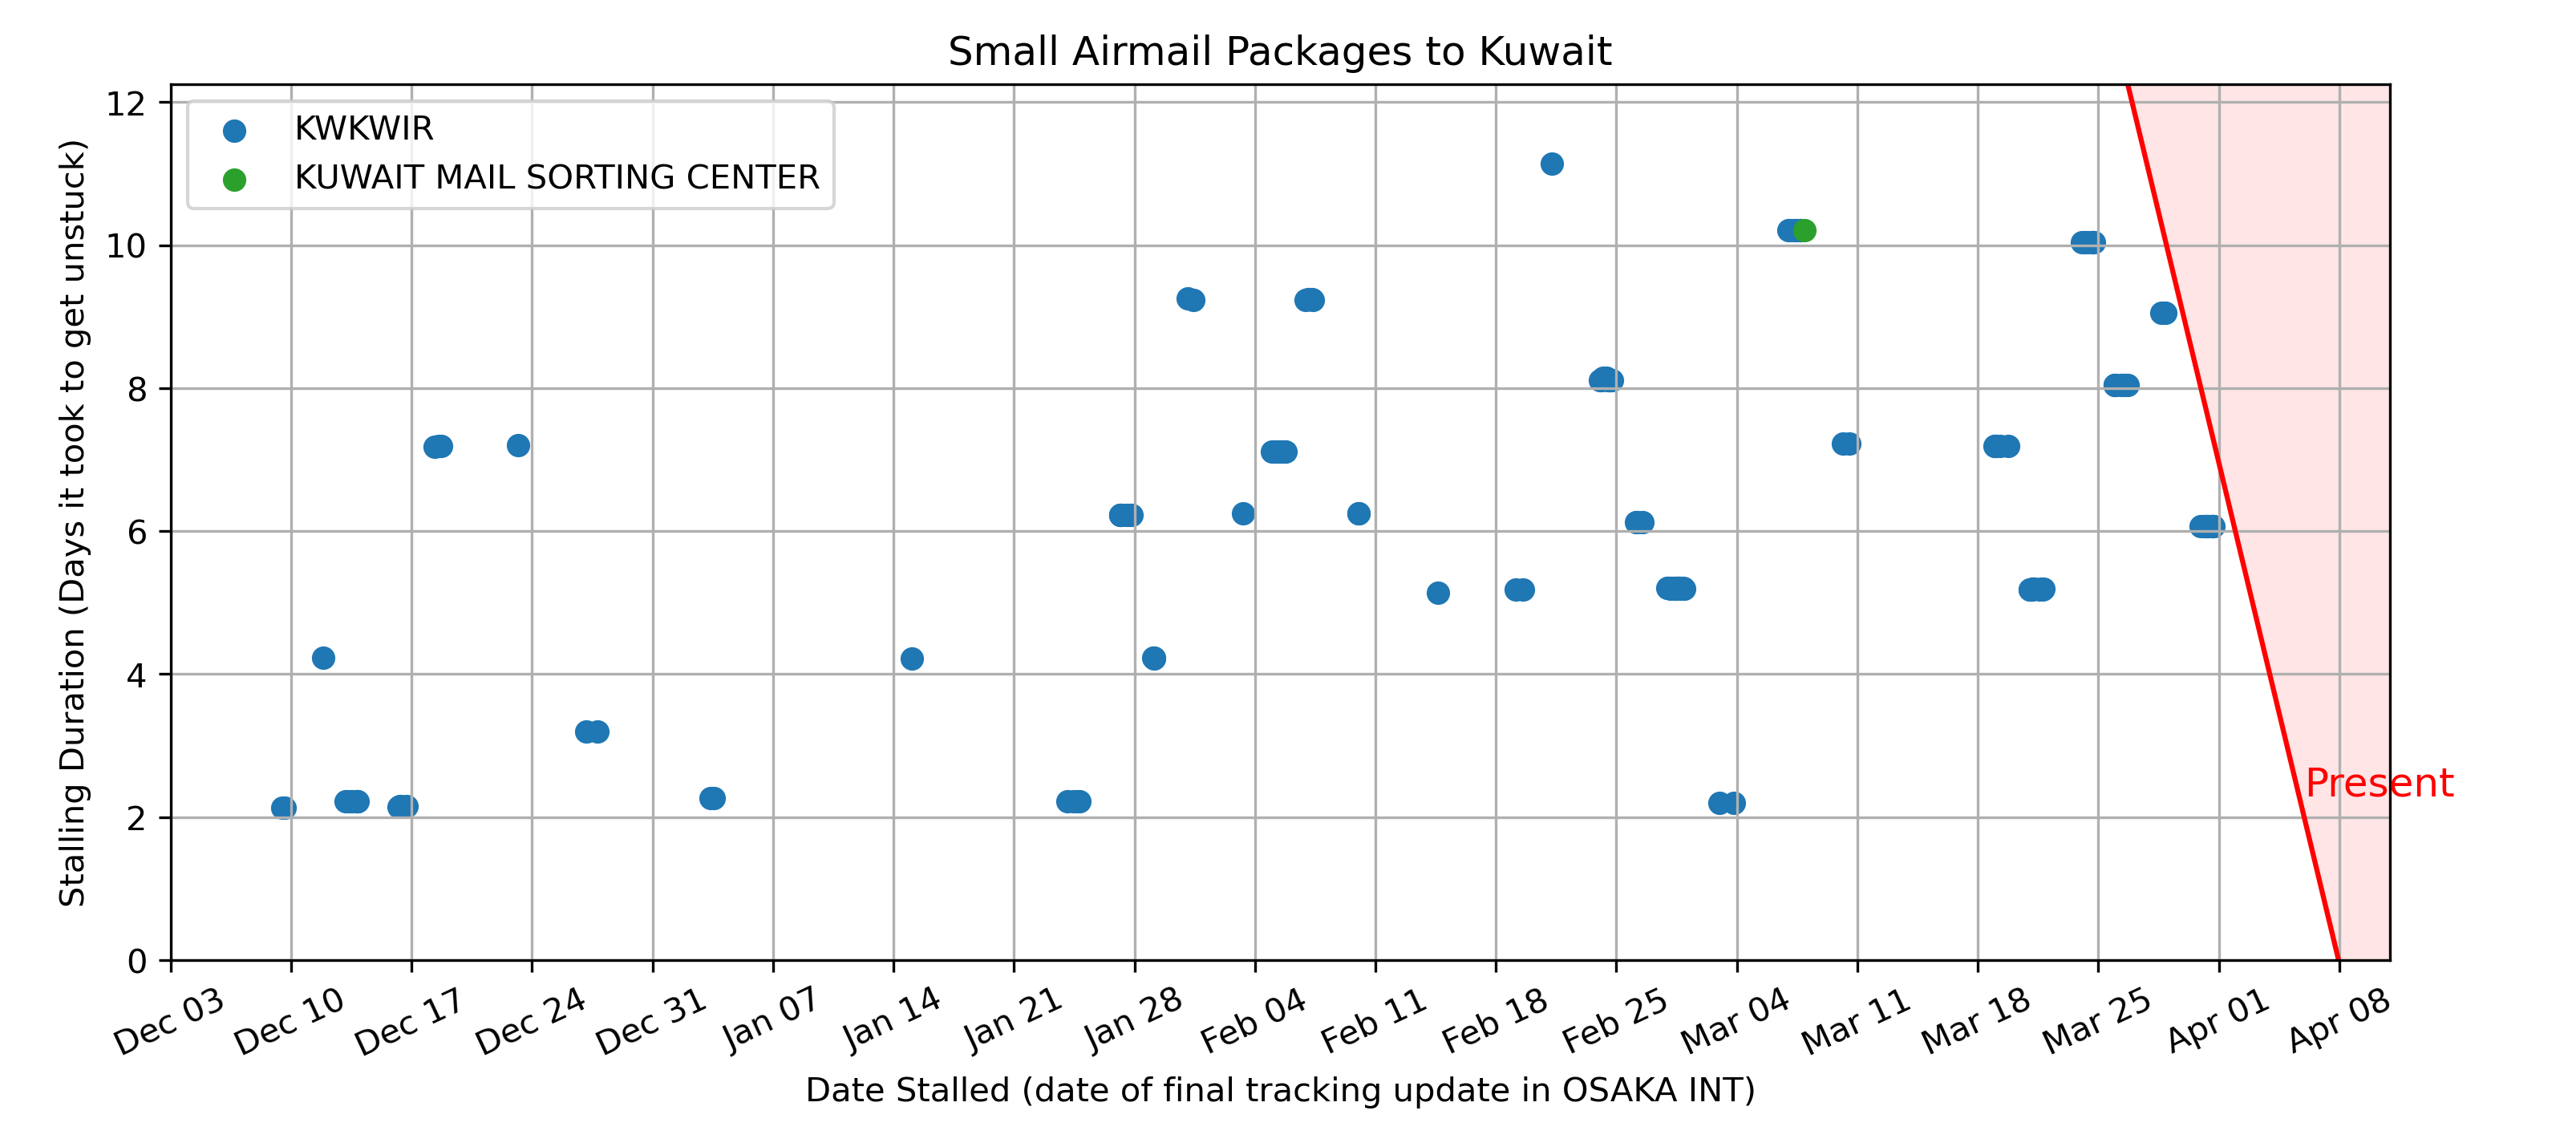 Small Airmail Packages to Kuwait
KWKWIR
KUWAIT MAIL SORTING CENTER
Stalling Duration (Days it took to get unstuck)
12
10
8
6
4
2
0
Present
Dec 03
Dec 10
Dec 17
Dec 24
Dec 31
Jan 07
Jan 14
Jan 21
Jan 28
Feb 04
Feb 11
Feb 18
Feb 25
Mar 04
Mar 11
Mar 18
Mar 25
Apr 01
Apr 08
Date Stalled (date of final tracking update in OSAKA INT)